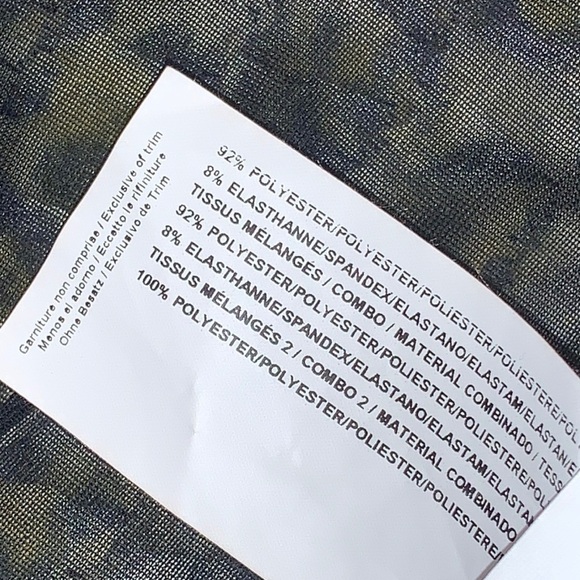 Garniture non comprise / Exclusive of trim
Menos el adorno / Eccetto le rifiniture
Ohne Besatz / Exclusivo de Trim
92% POLYESTER/POLYESTER/POLIESTER/POLIESTERE/POL
8% ELASTHANNE/SPANDEX/ELASTANO/ELASTAM/ELASTAN/E
TISSUS MÉLANGÉS / COMBO / MATERIAL COMBINADO / TESS
92% POLYESTER/POLYESTER/POLIESTER/POLIESTERE/POL
8% ELASTHANNE/SPANDEX/ELASTANO/ELASTAM/ELASTA
TISSUS MÉLANGÉS 2 / COMBO 2 / MATERIAL COMBINADO
100% POLYESTER/POLYESTER/POLIESTER/POLIESTERE/